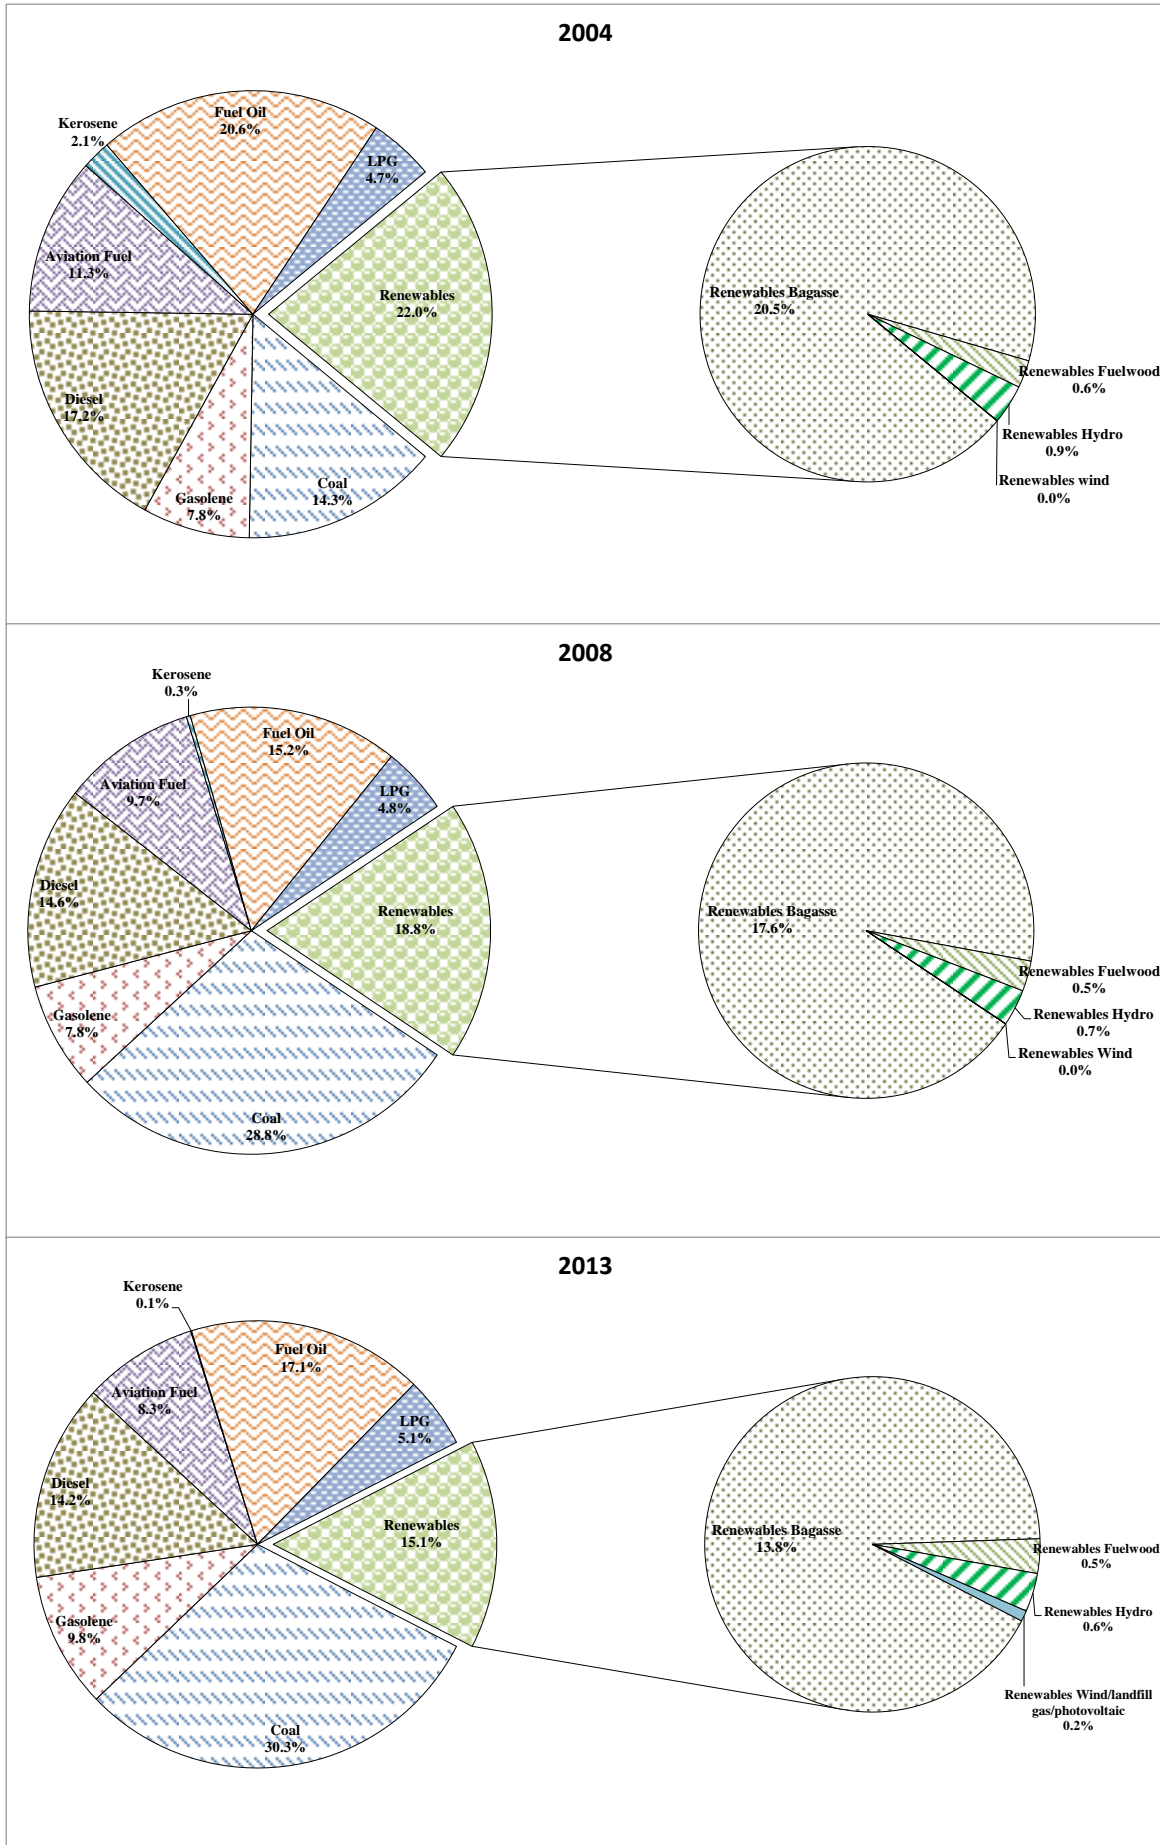 2004
Fuel Oil
20.6%
Kerosene
2.1%
LPG
4.7%
Aviation Fuel
11.3%
Renewables
22.0%
Diesel
17.2%
Coal
14.3%
Gasolene
7.8%
Renewables Bagasse
20.5%
Renewables Fuelwood
0.6%
Renewables Hydro
0.9%
Renewables wind
0.0%
2008
Kerosene
0.3%
Fuel Oil
15.2%
Aviation Fuel
9.7%
LPG
4.8%
Diesel
14.6%
Renewables
18.8%
Gasolene
7.8%
Coal
28.8%
Renewables Bagasse
17.6%
Renewables Fuelwood
0.5%
Renewables Hydro
0.7%
Renewables Wind
0.0%
2013
Kerosene
0.1%
Fuel Oil
17.1%
Aviation Fuel
8.3%
LPG
5.1%
Diesel
14.2%
Renewables
15.1%
Gasolene
9.8%
Coal
30.3%
Renewables Bagasse
13.8%
Renewables Fuelwood
0.5%
Renewables Hydro
0.6%
Renewables Wind/landfill
gas/photovoltaic
0.2%